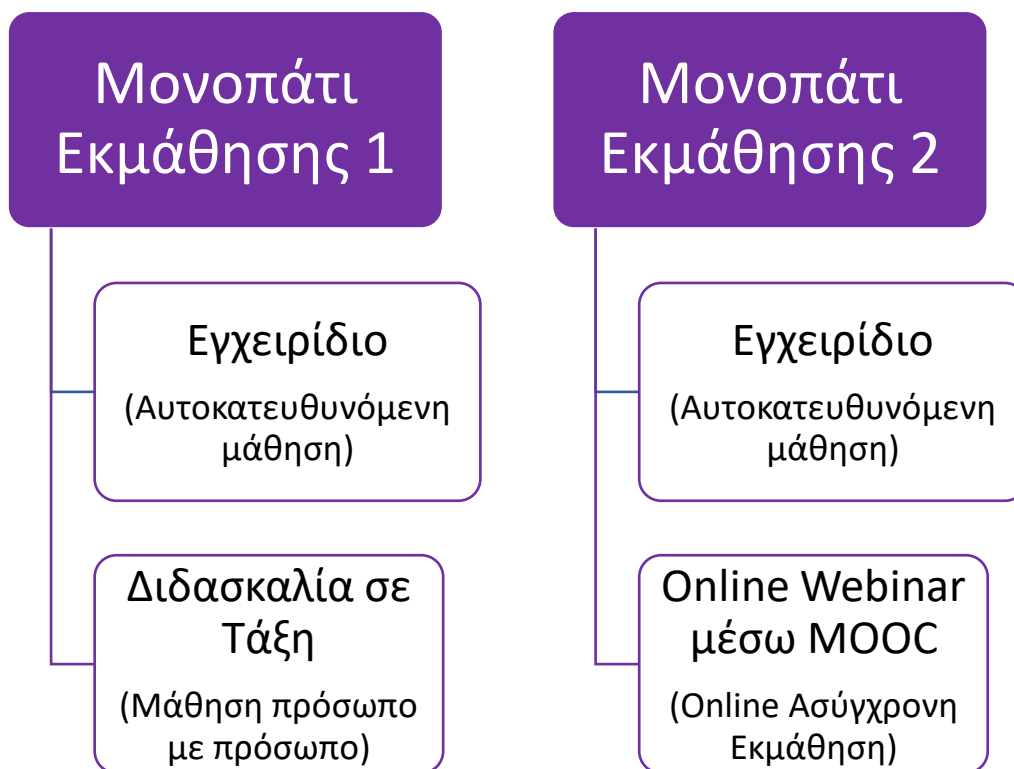 Μονοπάτι
Εκμάθησης 1
Εγχειρίδιο
(Αυτοκατευθυνόμενη
μάθηση)
Διδασκαλία σε
Τάξη
(Μάθηση πρόσωπο
με πρόσωπο)
Μονοπάτι
Εκμάθησης 2
Εγχειρίδιο
(Αυτοκατευθυνόμενη
μάθηση)
Online Webinar
μέσω MOOC
(Online Ασύγχρονη
Εκμάθηση)